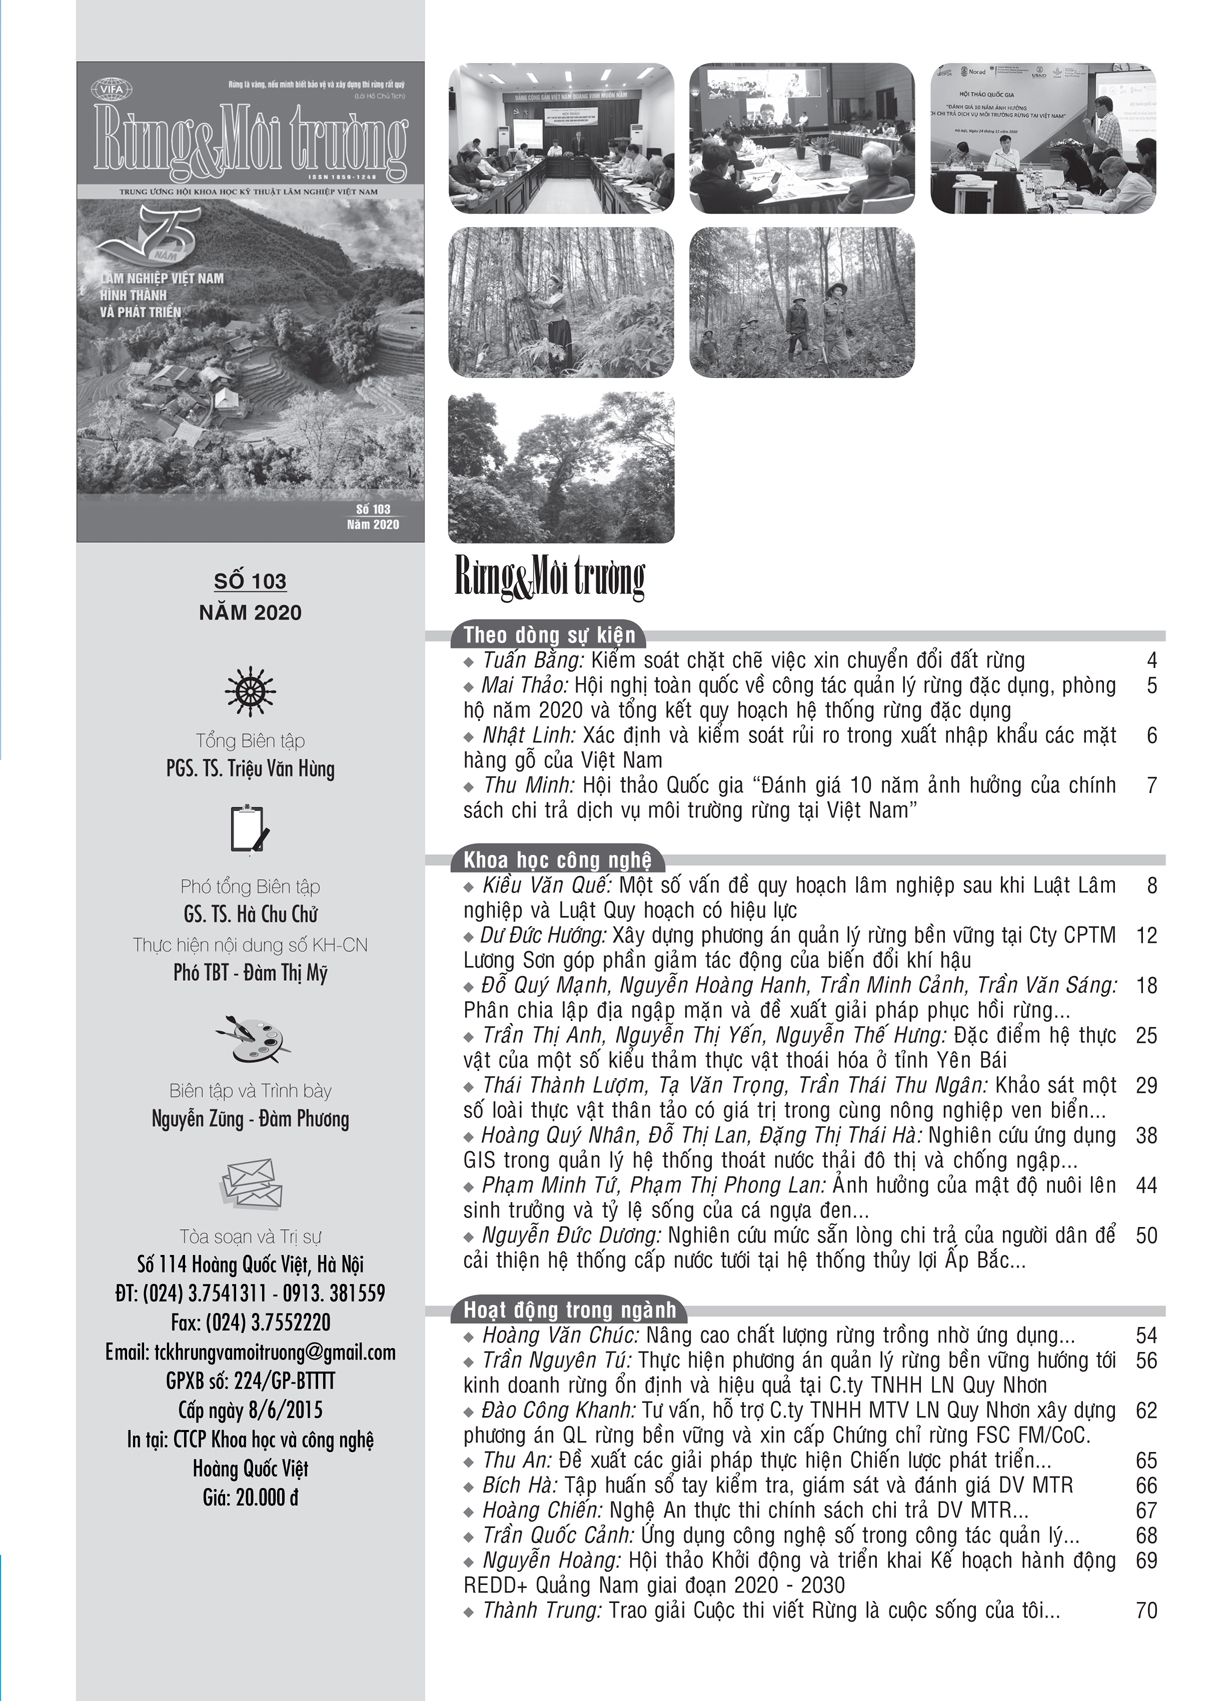 VIFA
Rừng là vàng, nếu mình biết bảo vệ và xây dựng thì rừng rất quý
(Lời Hồ Chủ Tịch)
Rừng&Môi trường
ISSN 1859-1248
TRUNG ƯƠNG HỘI KHOA HỌC KỸ THUẬT LÂM NGHIỆP VIỆT NAM
75
NĂM
LÂM NGHIỆP VIỆT NAM
HÌNH THÀNH
VÀ PHÁT TRIỂN
Số 103
Năm 2020
SỐ 103
NĂM 2020
Tổng Biên tập
PGS. TS. Triệu Văn Hùng
Phó tổng Biên tập
GS. TS. Hà Chu Chử
Thực hiện nội dung số KH-CN
Phó TBT - Đàm Thị Mỹ
Biên tập và Trình bày
Nguyễn Zũng - Đàm Phương
Tòa soạn và Trị sự
Số 114 Hoàng Quốc Việt, Hà Nội
ĐT: (024) 3.7541311 - 0913. 381559
Fax: (024) 3.7552220
Email: tckhrungvamoitruong@gmail.com
GPXB số: 224/GP-BTTTT
Cấp ngày 8/6/2015
In tại: CTCP Khoa học và công nghệ
Hoàng Quốc Việt
Giá: 20.000 đ
ĐẢNG CỘNG SẢN VIỆT NAM QUANG VINH MUÔN NĂM
HỘI THẢO
Norad
USAID
HỘI THẢO QUỐC GIA
"ĐÁNH GIÁ 10 NĂM ẢNH HƯỞNG
CH CHI TRẢ DỊCH VỤ MÔI TRƯỜNG RỪNG TẠI VIỆT NAM"
Rừng&Môi trường
Theo dòng sự kiện
◆ Tuấn Bằng: Kiểm soát chặt chẽ việc xin chuyển đổi đất rừng 4
◆ Mai Thảo: Hội nghị toàn quốc về công tác quản lý rừng đặc dụng, phòng 5
hộ năm 2020 và tổng kết quy hoạch hệ thống rừng đặc dụng
◆ Nhật Linh: Xác định và kiểm soát rủi ro trong xuất nhập khẩu các mặt 6
hàng gỗ của Việt Nam
◆ Thu Minh: Hội thảo Quốc gia “Đánh giá 10 năm ảnh hưởng của chính 7
sách chi trả dịch vụ môi trường rừng tại Việt Nam”
Khoa học công nghệ
◆ Kiều Văn Quế: Một số vấn đề quy hoạch lâm nghiệp sau khi Luật Lâm 8
nghiệp và Luật Quy hoạch có hiệu lực
◆ Dư Đức Hướng: Xây dựng phương án quản lý rừng bền vững tại Cty CPTM 12
Lương Sơn góp phần giảm tác động của biến đổi khí hậu
◆ Đỗ Quý Mạnh, Nguyễn Hoàng Hanh, Trần Minh Cảnh, Trần Văn Sáng: 18
Phân chia lập địa ngập mặn và đề xuất giải pháp phục hồi rừng...
◆ Trần Thị Anh, Nguyễn Thị Yến, Nguyễn Thế Hưng: Đặc điểm hệ thực 25
vật của một số kiểu thảm thực vật thoái hóa ở tỉnh Yên Bái
◆ Thái Thành Lượm, Tạ Văn Trọng, Trần Thái Thu Ngân: Khảo sát một 29
số loài thực vật thân tảo có giá trị trong cùng nông nghiệp ven biển...
◆ Hoàng Quý Nhân, Đỗ Thị Lan, Đặng Thị Thái Hà: Nghiên cứu ứng dụng 38
GIS trong quản lý hệ thống thoát nước thải đô thị và chống ngập...
◆ Phạm Minh Tứ, Phạm Thị Phong Lan: Ảnh hưởng của mật độ nuôi lên 44
sinh trưởng và tỷ lệ sống của cá ngựa đen...
◆ Nguyễn Đức Dương: Nghiên cứu mức sẵn lòng chi trả của người dân để 50
cải thiện hệ thống cấp nước tưới tại hệ thống thủy lợi Ấp Bắc...
Hoạt động trong ngành
◆ Hoàng Văn Chúc: Nâng cao chất lượng rừng trồng nhờ ứng dụng... 54
◆ Trần Nguyên Tú: Thực hiện phương án quản lý rừng bền vững hướng tới 56
kinh doanh rừng ổn định và hiệu quả tại C.ty TNHH LN Quy Nhơn
◆ Đào Công Khanh: Tư vấn, hỗ trợ C.ty TNHH MTV LN Quy Nhơn xây dựng 62
phương án QL rừng bền vững và xin cấp Chứng chỉ rừng FSC FM/CoC.
◆ Thu An: Đề xuất các giải pháp thực hiện Chiến lược phát triển... 65
◆ Bích Hà: Tập huấn sổ tay kiểm tra, giám sát và đánh giá DV MTR 66
◆ Hoàng Chiến: Nghệ An thực thi chính sách chi trả DV MTR... 67
◆ Trần Quốc Cảnh: Ứng dụng công nghệ số trong công tác quản lý... 68
◆ Nguyễn Hoàng: Hội thảo Khởi động và triển khai Kế hoạch hành động 69
REDD+ Quảng Nam giai đoạn 2020 - 2030
◆ Thành Trung: Trao giải Cuộc thi viết Rừng là cuộc sống của tôi... 70